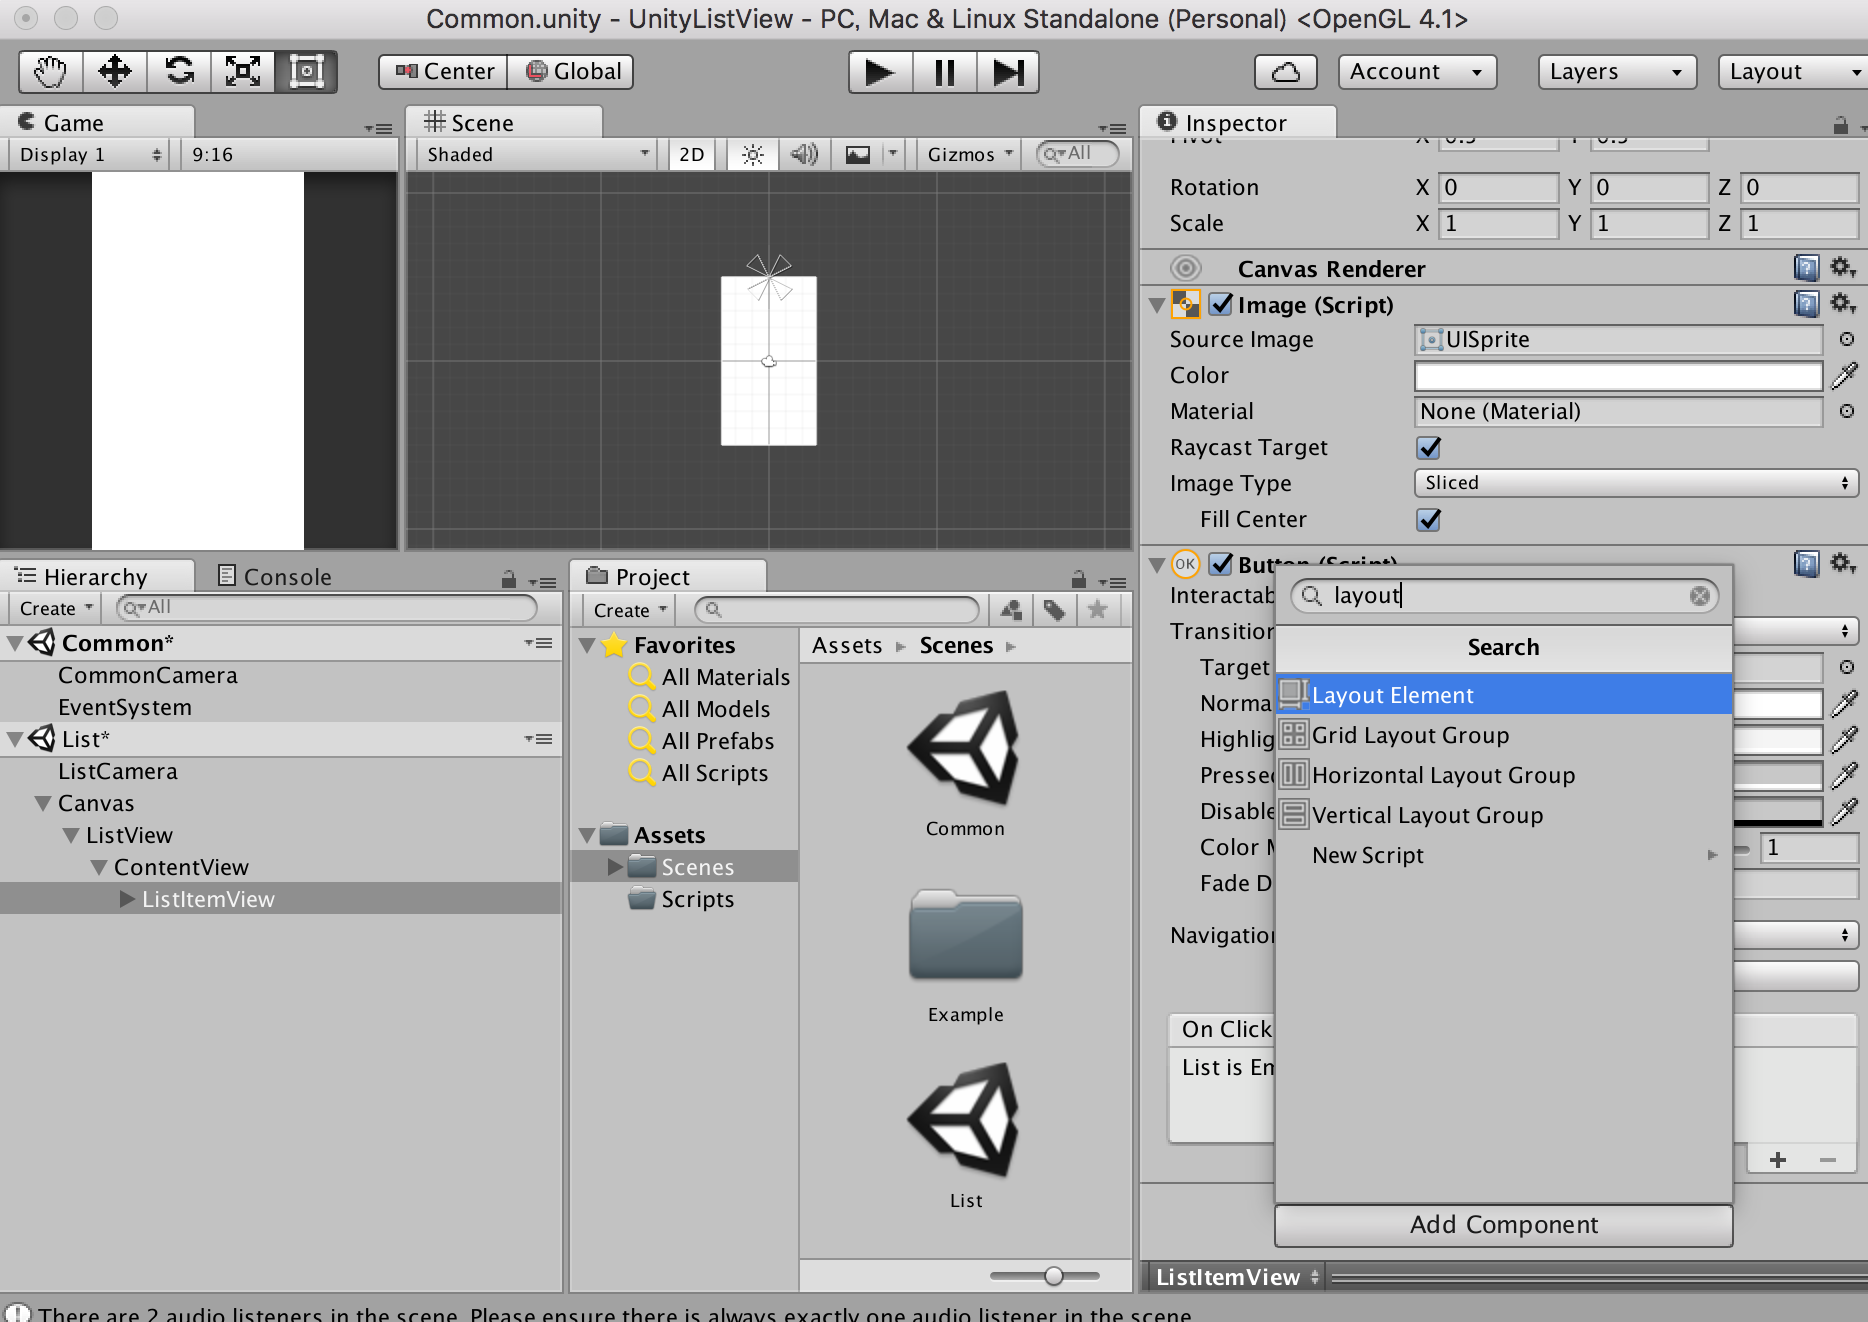 Common.unity - UnityListView - PC, Mac & Linux Standalone (Personal) <OpenGL 4.1>
Center Global Account Layers Layout
Game
Display 1 9:16
Scene
Shaded 2D Gizmos All
Inspector
Pivot X 0.5 Y 0.5
Rotation X 0 Y 0 Z 0
Scale X 1 Y 1 Z 1
Canvas Renderer
Image (Script)
Source Image UISprite
Color
Material None (Material)
Raycast Target
Image Type Sliced
Fill Center
OK Button (Script)
Interactab
Transition
Target
Norma
Highlig
Presse
Disable
Color M 1
Fade D
Navigation
On Click
List is Em
layout
Search
Layout Element
Grid Layout Group
Horizontal Layout Group
Vertical Layout Group
New Script
Add Component
ListItemView
Hierarchy Console
Create All
Common*
CommonCamera
EventSystem
List*
ListCamera
Canvas
ListView
ContentView
ListItemView
Project
Create
Favorites
All Materials
All Models
All Prefabs
All Scripts
Assets
Scenes
Scripts
Assets Scenes
Common
Example
List
There are 2 audio listeners in the scene. Please ensure there is always exactly one audio listener in the scene